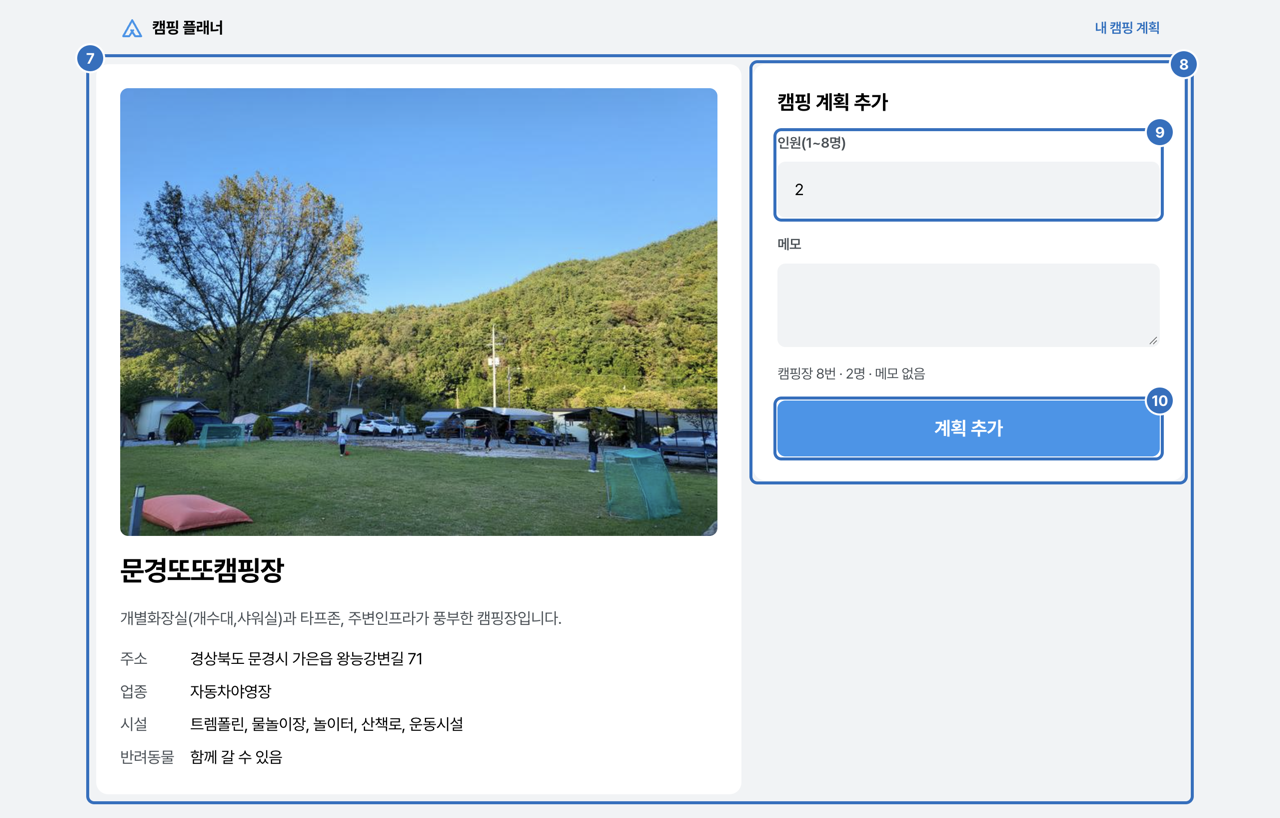 캠핑 플래너
내 캠핑 계획
7
8
캠핑 계획 추가
9
인원(1~8명)
2
메모
캠핑장 8번 · 2명 · 메모 없음
10
계획 추가
문경또또캠핑장
개별화장실(개수대,샤워실)과 타프존, 주변인프라가 풍부한 캠핑장입니다.
주소 경상북도 문경시 가은읍 왕능강변길 71
업종 자동차야영장
시설 트렘폴린, 물놀이장, 놀이터, 산책로, 운동시설
반려동물 함께 갈 수 있음